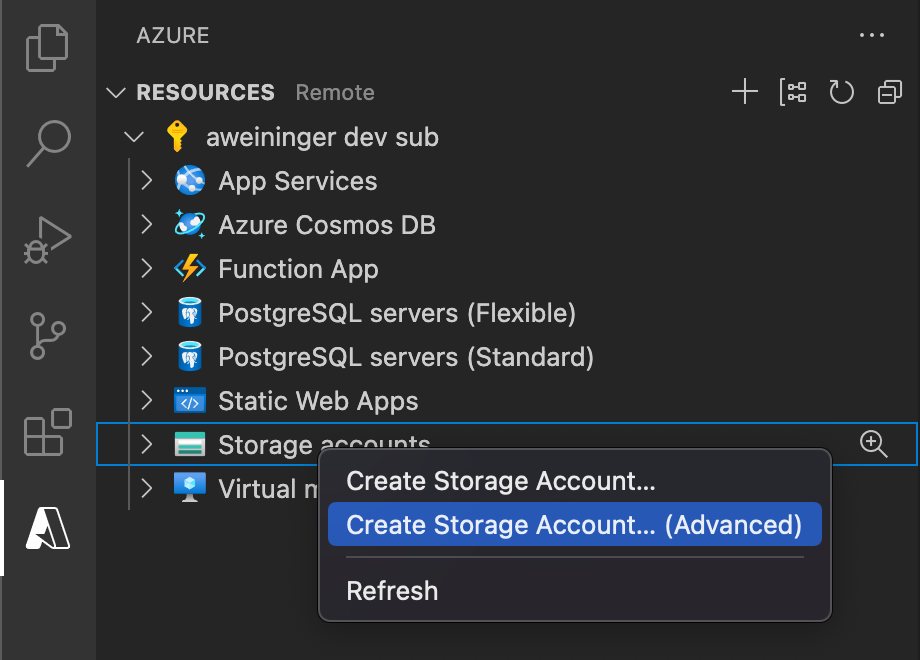 AZURE
RESOURCES Remote
aweininger dev sub
App Services
Azure Cosmos DB
Function App
PostgreSQL servers (Flexible)
PostgreSQL servers (Standard)
Static Web Apps
Storage accounts
Virtual
Create Storage Account...
Create Storage Account... (Advanced)
Refresh